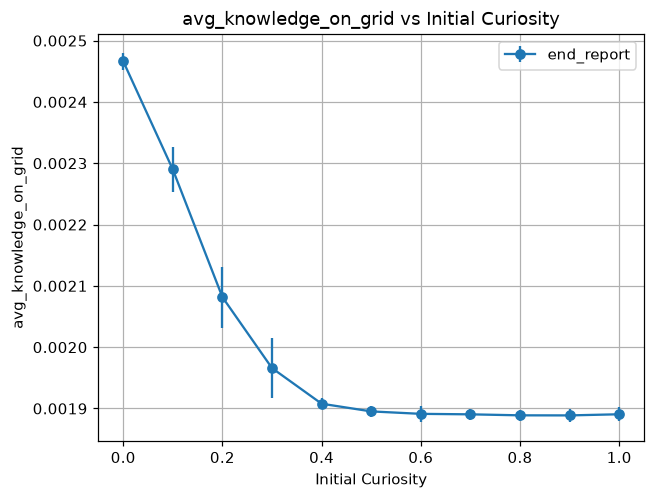 avg_knowledge_on_grid vs Initial Curiosity
end_report
avg_knowledge_on_grid
0.0025
0.0024
0.0023
0.0022
0.0021
0.0020
0.0019
0.0 0.2 0.4 0.6 0.8 1.0
Initial Curiosity